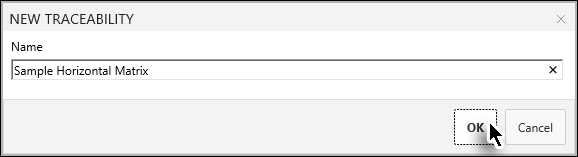 NEW TRACEABILITY
Name
Sample Horizontal Matrix
OK Cancel